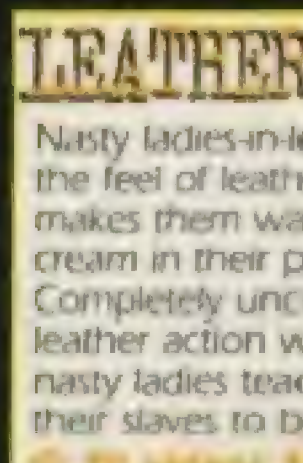 LEATHER
Nasty ladies-in-le
the feel of leathe
makes them wa
cream in their p
Completely unc
leather action w
nasty ladies teac
their slaves to b